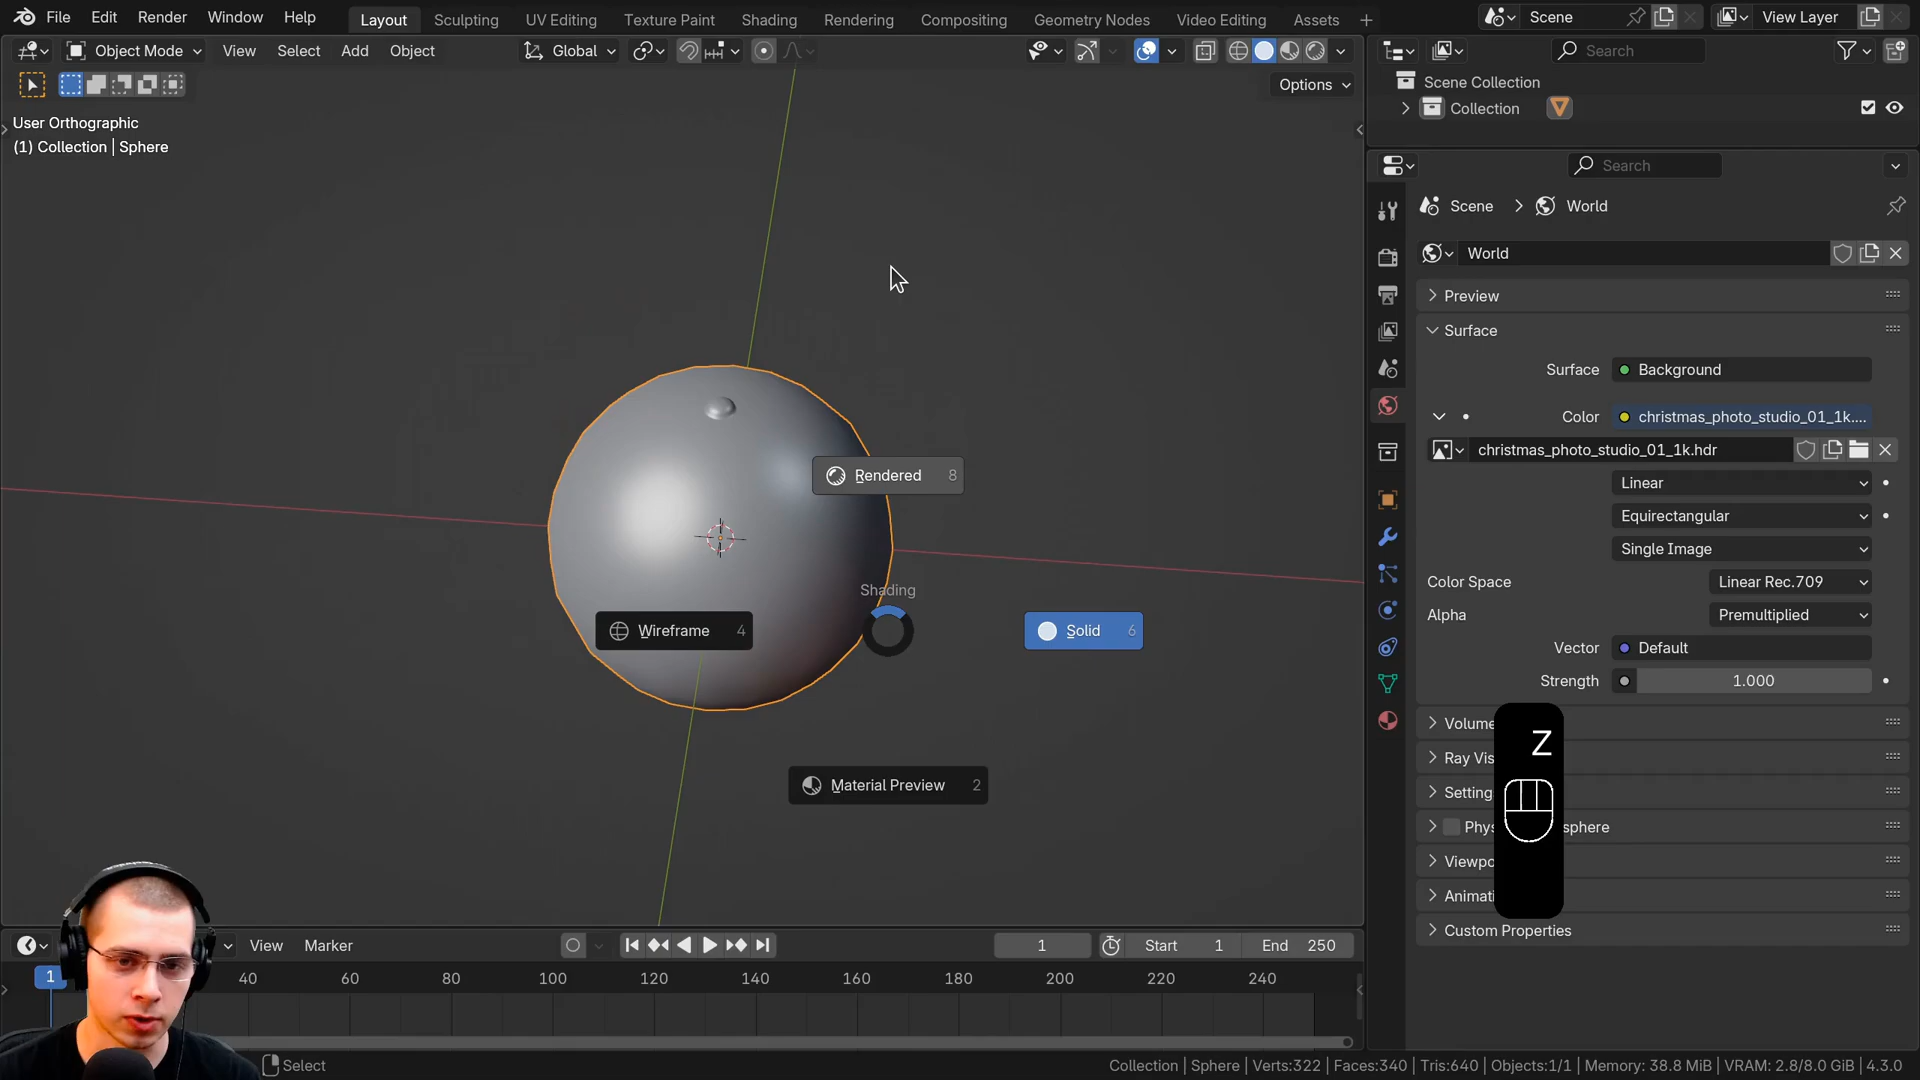 File Edit Render Window Help Layout Sculpting UV Editing Texture Paint Shading Rendering Compositing Geometry Nodes Video Editing Assets + Scene View Layer
Object Mode View Select Add Object Global Search
Options
User Orthographic
(1) Collection | Sphere
Scene Collection
Collection
Search
Scene > World
World
Preview
Surface
Surface Background
Color christmas_photo_studio_01_1k....
christmas_photo_studio_01_1k.hdr
Linear
Equirectangular
Single Image
Color Space Linear Rec.709
Alpha Premultiplied
Vector Default
Strength 1.000
Volume
Ray Vis
Setting
Phys sphere
Viewpo
Animati
Custom Properties
Rendered 8
Shading
Wireframe 4
Solid 6
Material Preview 2
Z
View Marker 1 Start 1 End 250
1 40 60 80 100 120 140 160 180 200 220 240
Select
Collection | Sphere | Verts:322 | Faces:340 | Tris:640 | Objects:1/1 | Memory: 38.8 MiB | VRAM: 2.8/8.0 GiB | 4.3.0